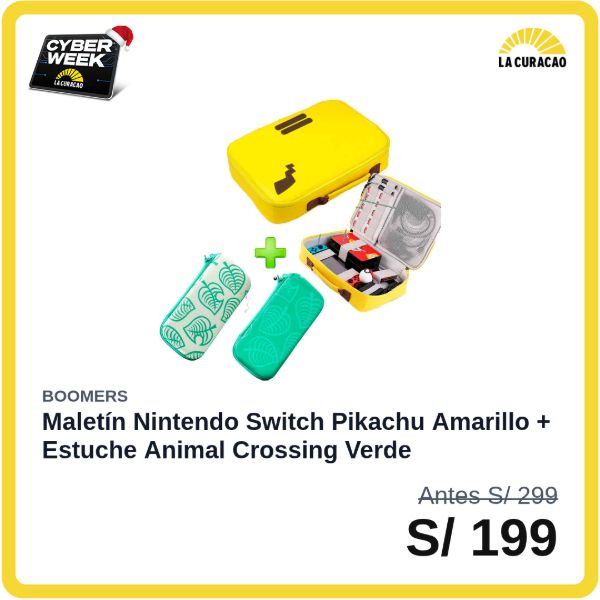 CYBER
WEEK
LA CURACAO
LA CURACAO
BOOMERS
Maletín Nintendo Switch Pikachu Amarillo +
Estuche Animal Crossing Verde
Antes S/ 299
S/ 199